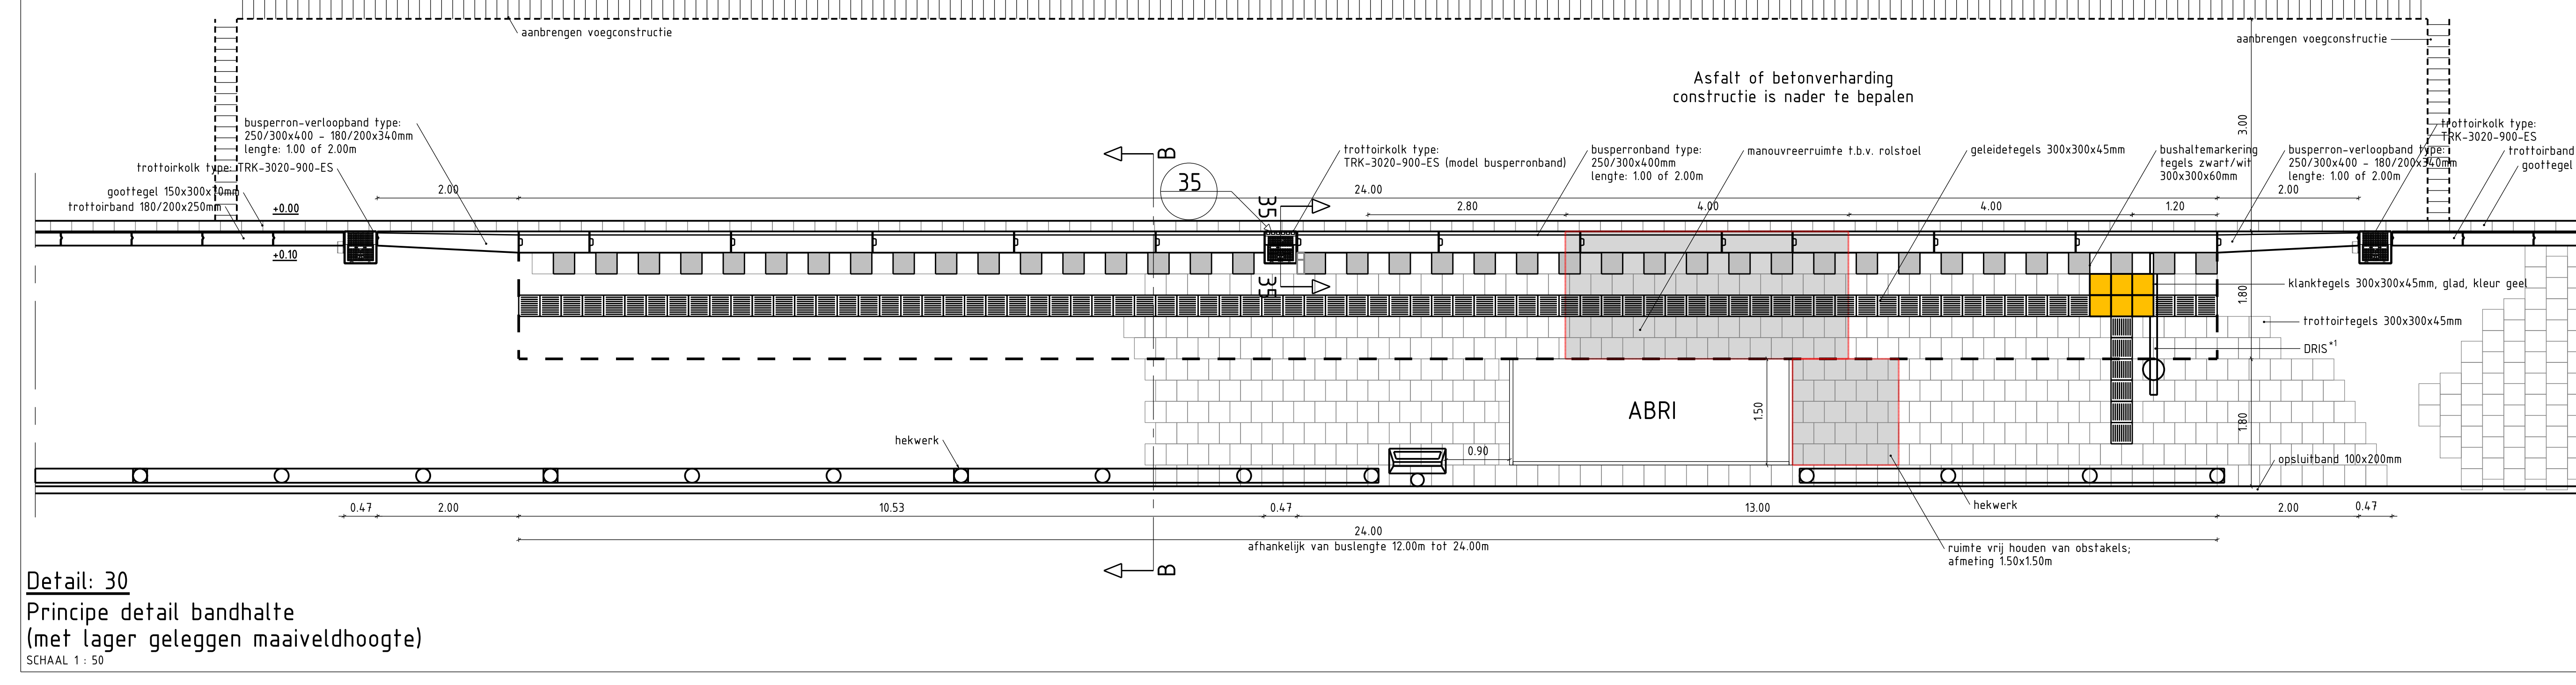 aanbrengen voegconstructie
aanbrengen voegconstructie
Asfalt of betonverharding
constructie is nader te bepalen
3.00
busperron-verloopband type:
250/300x400 - 180/200x340mm
lengte: 1.00 of 2.00m
trottoirkolk type: TRK-3020-900-ES
goottegel 150x300x70mm
trottoirband 180/200x250mm
+0.00
+0.10
2.00
B
35
35
35
24.00
trottoirkolk type:
TRK-3020-900-ES (model busperronband)
busperronband type:
250/300x400mm
lengte: 1.00 of 2.00m
manouvreerruimte t.b.v. rolstoel
geleidetegels 300x300x45mm
bushaltemarkering
tegels zwart/wit
300x300x60mm
busperron-verloopband type:
250/300x400 - 180/200x340mm
lengte: 1.00 of 2.00m
trottoirkolk type:
TRK-3020-900-ES
trottoirband
goottegel
2.80
4.00
4.00
1.20
2.00
klanktegels 300x300x45mm, glad, kleur geel
1.80
trottoirtegels 300x300x45mm
DRIS*1
ABRI
1.50
1.80
hekwerk
0.90
opsluitband 100x200mm
hekwerk
0.47
2.00
10.53
0.47
13.00
2.00
0.47
24.00
afhankelijk van buslengte 12.00m tot 24.00m
ruimte vrij houden van obstakels;
afmeting 1.50x1.50m
B
Detail: 30
Principe detail bandhalte
(met lager geleggen maaiveldhoogte)
SCHAAL 1 : 50